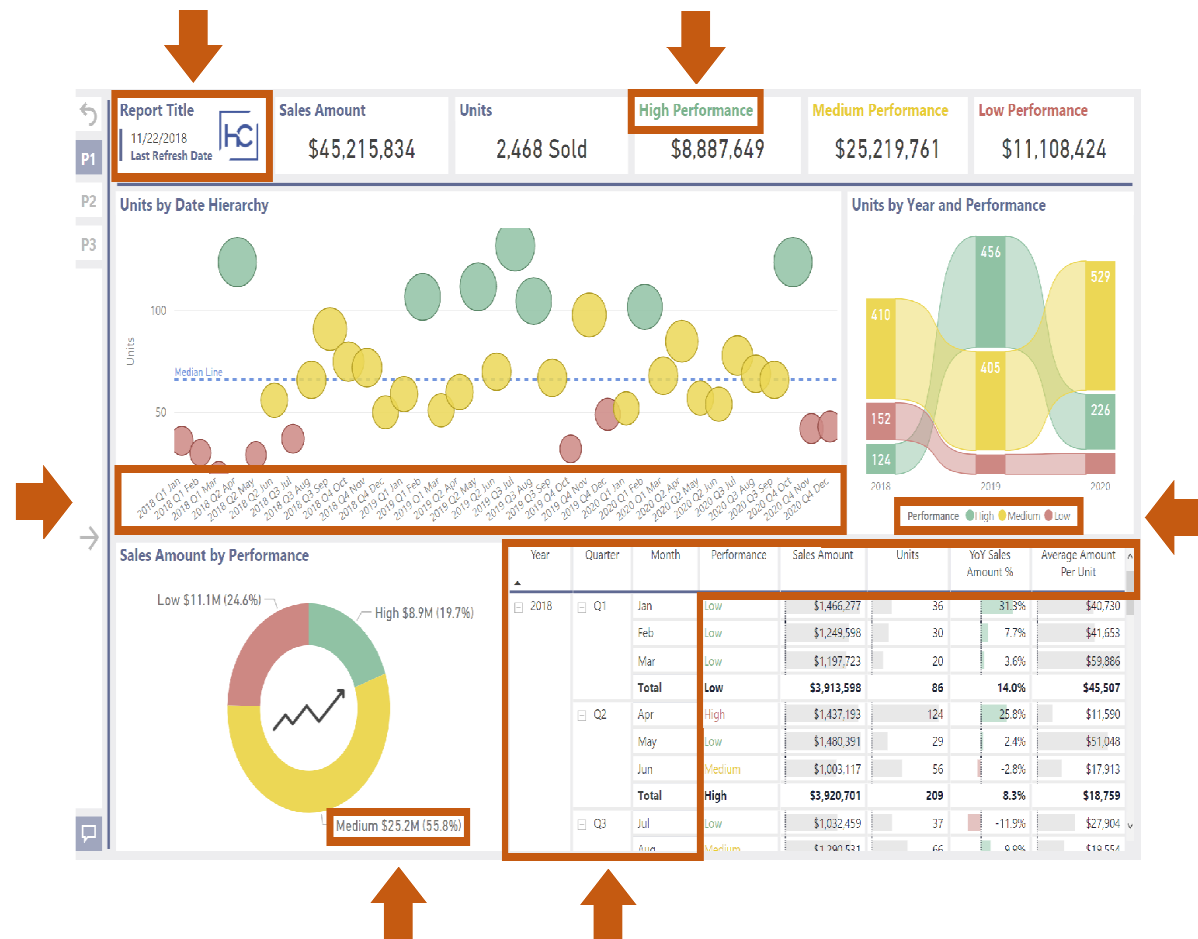 Report Title
11/22/2018
Last Refresh Date
hc
Sales Amount
$45,215,834
Units
2,468 Sold
High Performance
$8,887,649
Medium Performance
$25,219,761
Low Performance
$11,108,424
P1
P2
P3
Units by Date Hierarchy
Units
100
50
Median Line
2018 Q1 Jan
2018 Q1 Feb
2018 Q1 Mar
2018 Q2 Apr
2018 Q2 May
2018 Q2 Jun
2018 Q3 Jul
2018 Q3 Aug
2018 Q3 Sep
2018 Q4 Oct
2018 Q4 Nov
2018 Q4 Dec
2019 Q1 Jan
2019 Q1 Feb
2019 Q1 Mar
2019 Q2 Apr
2019 Q2 May
2019 Q2 Jun
2019 Q3 Jul
2019 Q3 Aug
2019 Q3 Sep
2019 Q4 Oct
2019 Q4 Nov
2019 Q4 Dec
2020 Q1 Jan
2020 Q1 Feb
2020 Q1 Mar
2020 Q2 Apr
2020 Q2 May
2020 Q2 Jun
2020 Q3 Jul
2020 Q3 Aug
2020 Q3 Sep
2020 Q4 Oct
2020 Q4 Nov
2020 Q4 Dec
Units by Year and Performance
410
152
124
456
405
529
226
2018 2019 2020
Performance High Medium Low
Sales Amount by Performance
Low $11.1M (24.6%)
High $8.9M (19.7%)
Medium $25.2M (55.8%)
Year Quarter Month Performance Sales Amount Units YoY Sales Amount % Average Amount Per Unit
2018 Q1 Jan Low $1,466,277 36 31.3% $40,730
Feb Low $1,249,598 30 7.7% $41,653
Mar Low $1,197,723 20 3.6% $59,886
Total Low $3,913,598 86 14.0% $45,507
Q2 Apr High $1,437,193 124 25.8% $11,590
May Low $1,480,391 29 2.4% $51,048
Jun Medium $1,003,117 56 -2.8% $17,913
Total High $3,920,701 209 8.3% $18,759
Q3 Jul Low $1,032,459 37 -11.9% $27,904
Aug Medium $1,290,531 66 9.9% $19,554